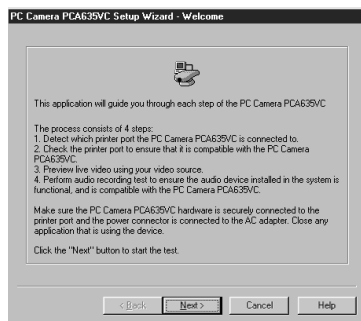 PC Camera PCA635VC Setup Wizard - Welcome
This application will guide you through each step of the PC Camera PCA635VC
The process consists of 4 steps:
1. Detect which printer port the PC Camera PCA635VC is connected to.
2. Check the printer port to ensure that it is compatible with the PC Camera
PCA635VC.
3. Preview live video using your video source.
4. Perform audio recording test to ensure the audio device installed in the system is
functional, and is compatible with the PC Camera PCA635VC.
Make sure the PC Camera PCA635VC hardware is securely connected to the
printer port and the power connector is connected to the AC adapter. Close any
application that is using the device.
Click the "Next" button to start the test.
< Back Next > Cancel Help